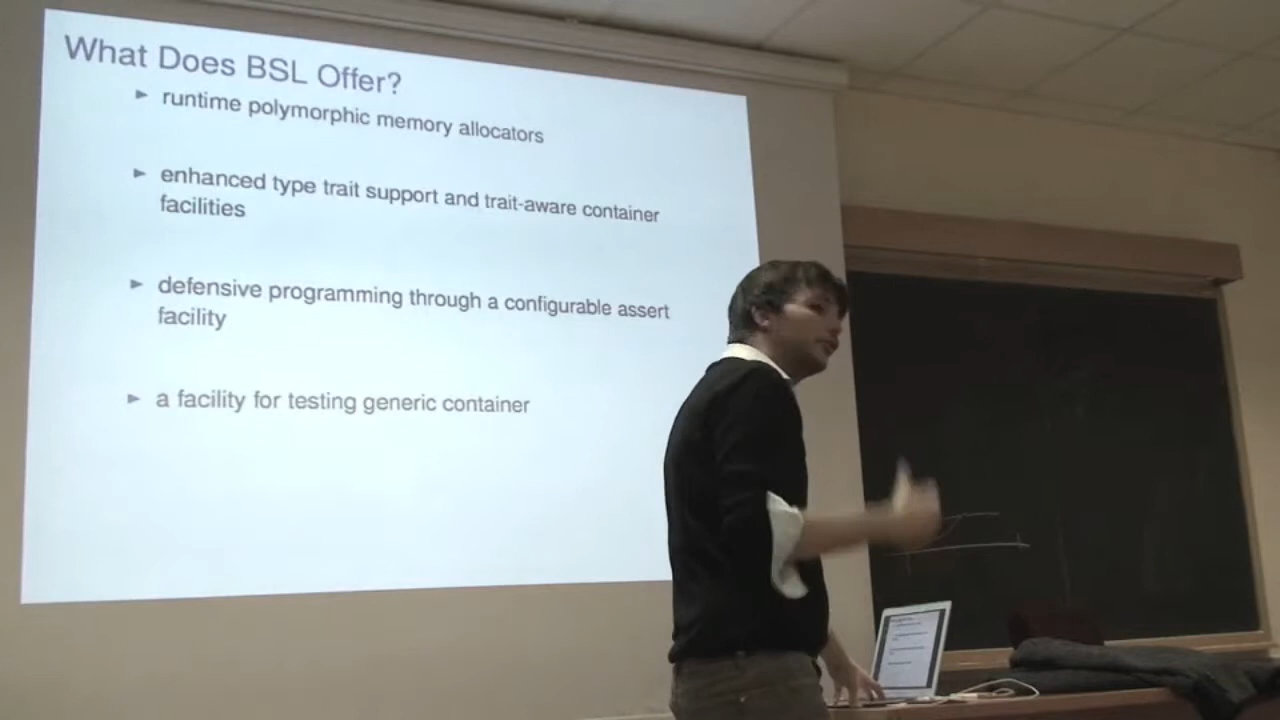 What Does BSL Offer?
► runtime polymorphic memory allocators
► enhanced type trait support and trait-aware container
facilities
► defensive programming through a configurable assert
facility
► a facility for testing generic container